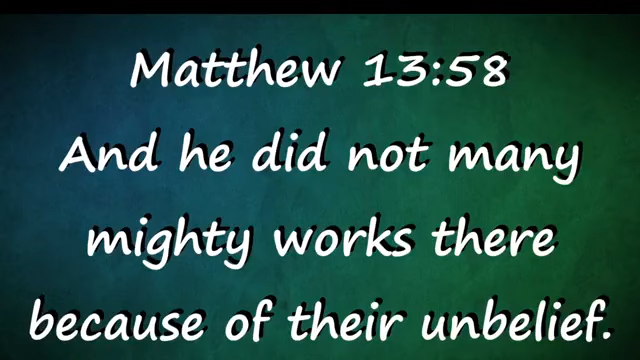 Matthew 13:58
And he did not many
mighty works there
because of their unbelief.